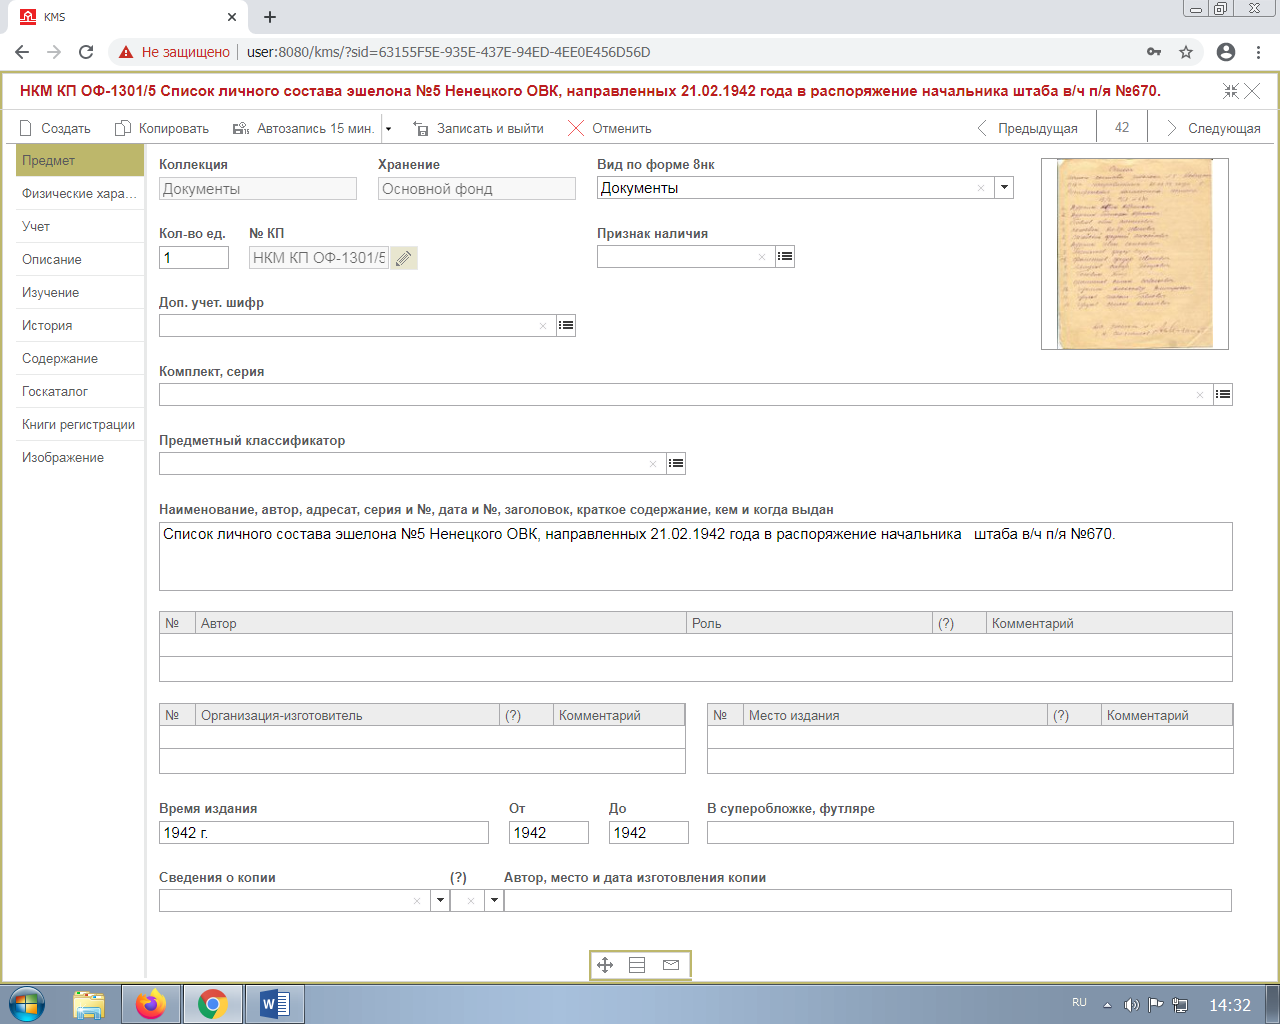 KMS
Не защищено user:8080/kms/?sid=63155F5E-935E-437E-94ED-4EE0E456D56D
НКМ КП ОФ-1301/5 Список личного состава эшелона №5 Ненецкого ОВК, направленных 21.02.1942 года в распоряжение начальника штаба в/ч п/я №670.
Создать Копировать Автозапись 15 мин. Записать и выйти Отменить Предыдущая 42 Следующая
Предмет
Физические хара...
Учет
Описание
Изучение
История
Содержание
Госкаталог
Книги регистрации
Изображение
Коллекция Хранение Вид по форме 8нк
Документы Основной фонд Документы
Кол-во ед. № КП Признак наличия
1 НКМ КП ОФ-1301/5
Доп. учет. шифр
Комплект, серия
Предметный классификатор
Наименование, автор, адресат, серия и №, дата и №, заголовок, краткое содержание, кем и когда выдан
Список личного состава эшелона №5 Ненецкого ОВК, направленных 21.02.1942 года в распоряжение начальника штаба в/ч п/я №670.
№ Автор Роль (?) Комментарий
№ Организация-изготовитель (?) Комментарий № Место издания (?) Комментарий
Время издания От До В суперобложке, футляре
1942 г. 1942 1942
Сведения о копии (?) Автор, место и дата изготовления копии
RU 14:32